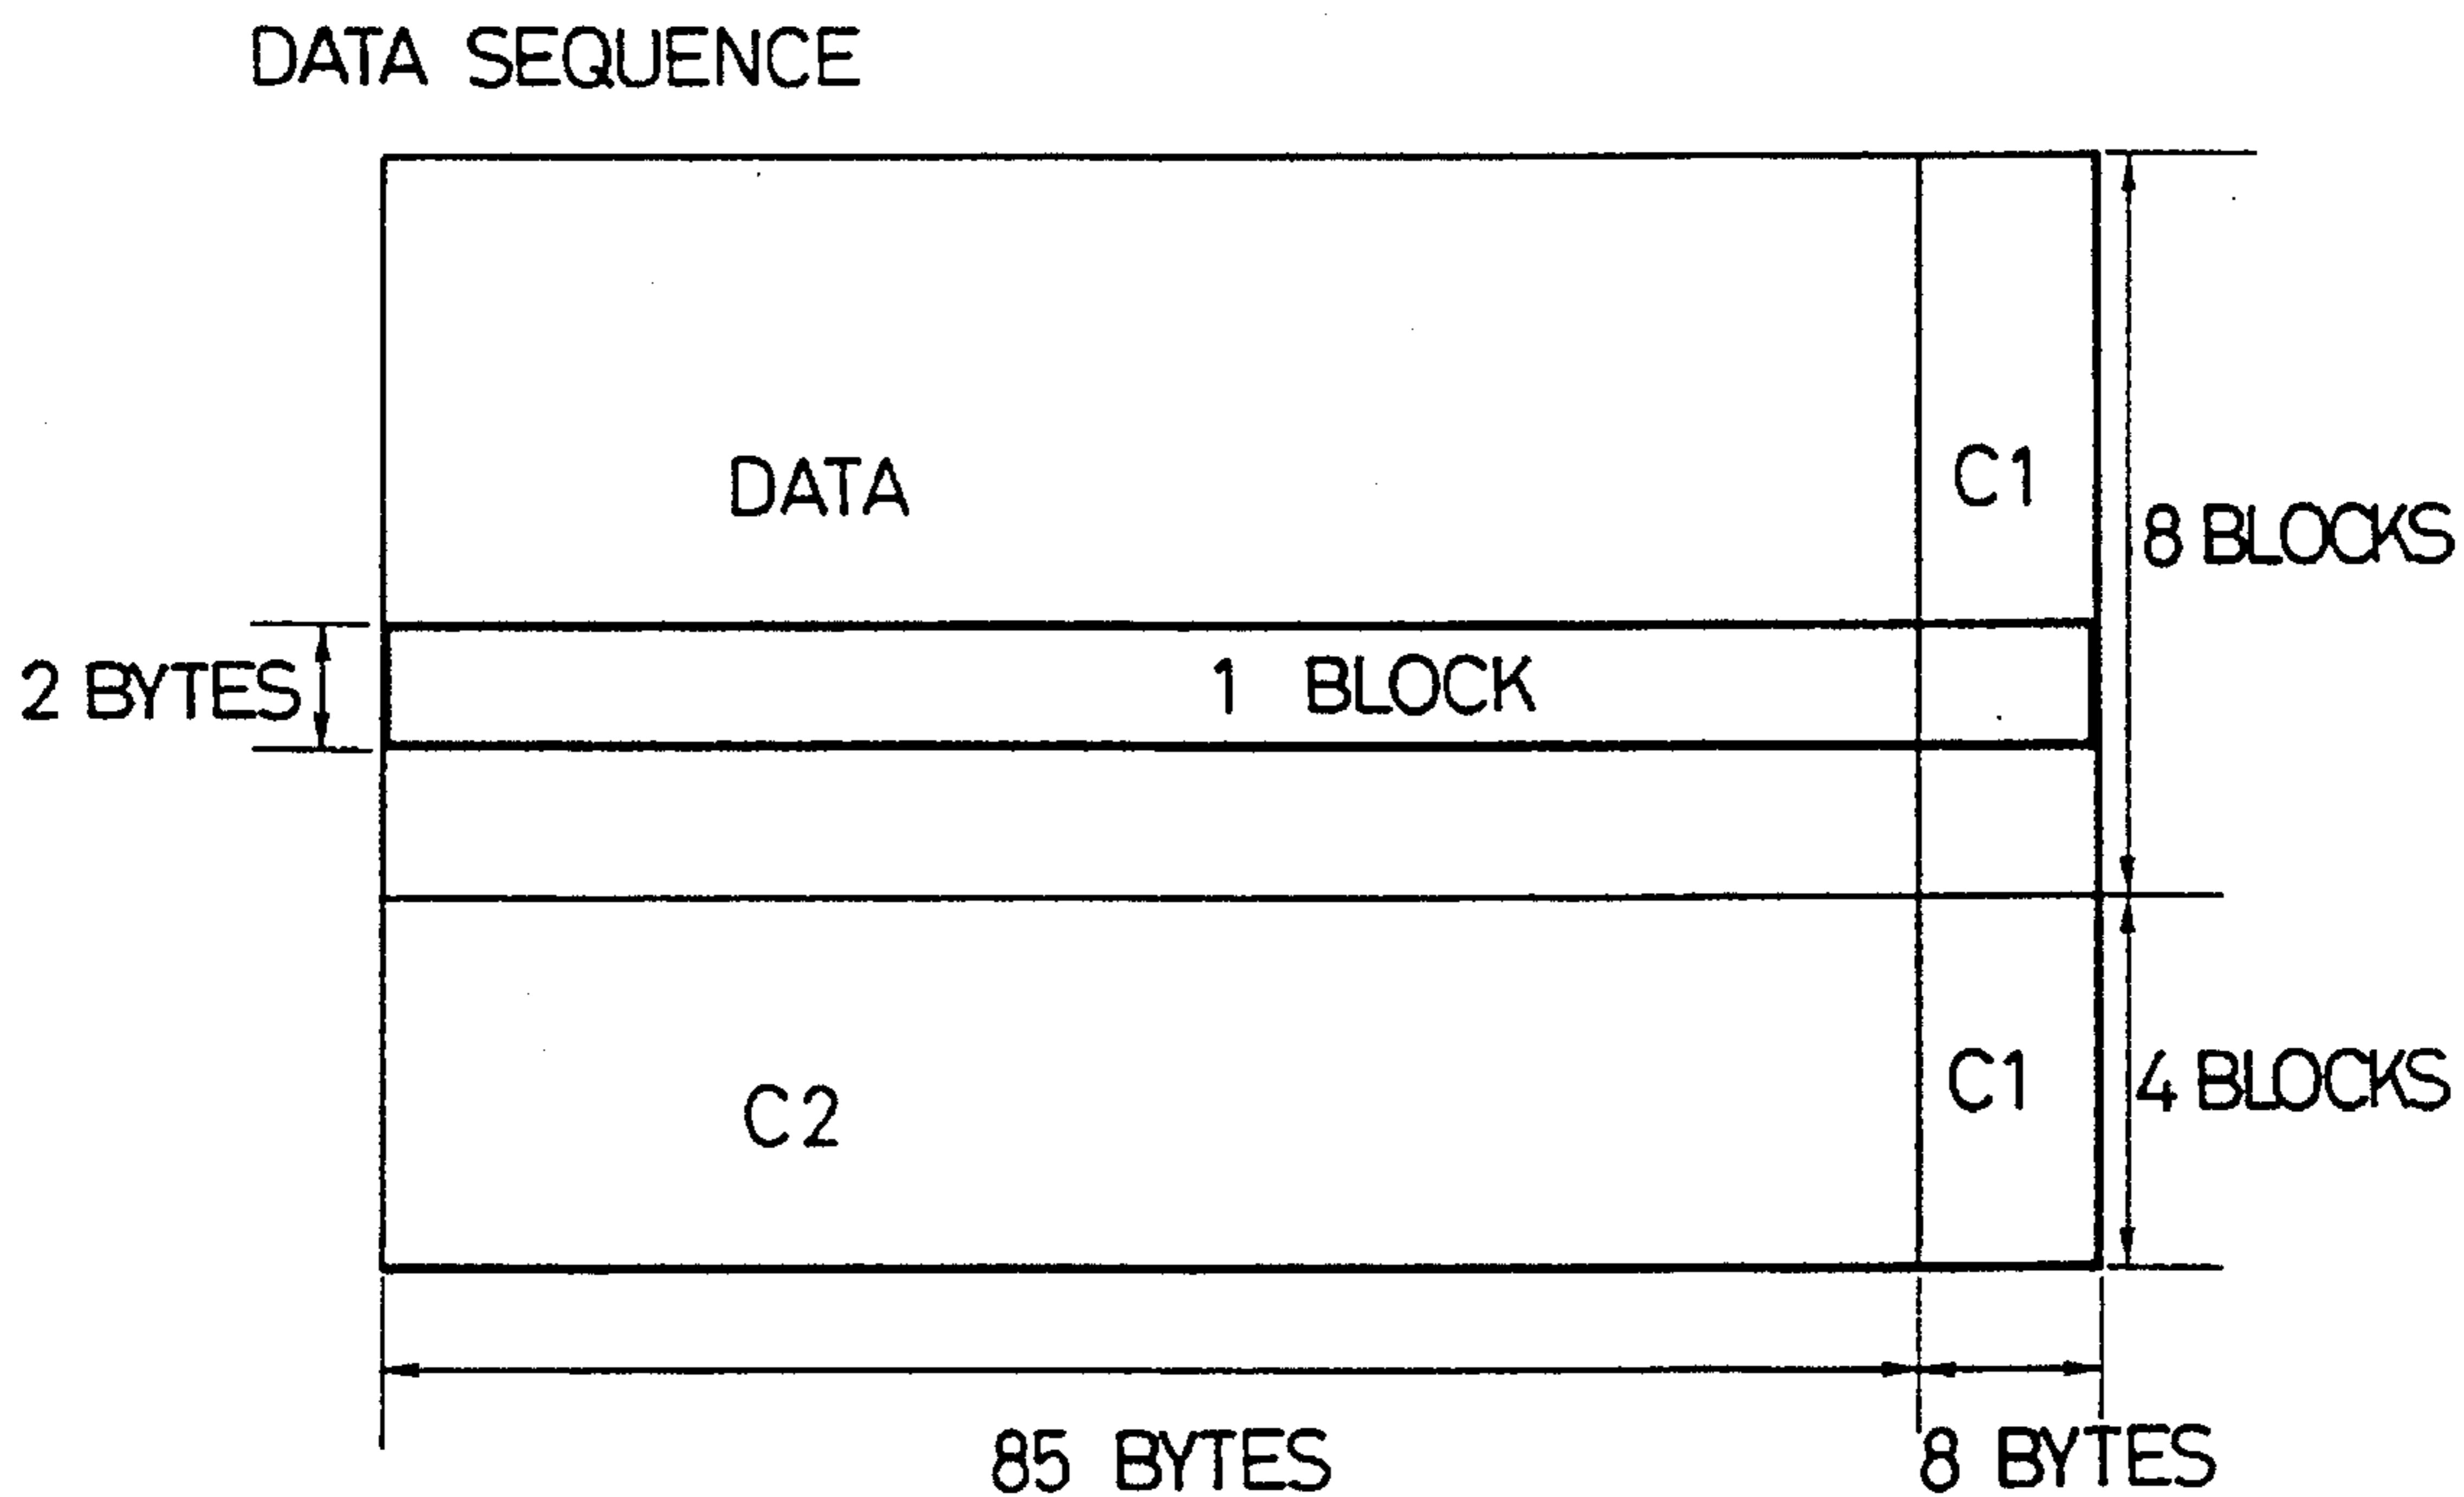 DATA SEQUENCE
DATA
C1
8 BLOCKS
2 BYTES
1 BLOCK
C2
C1
4 BLOCKS
85 BYTES
8 BYTES